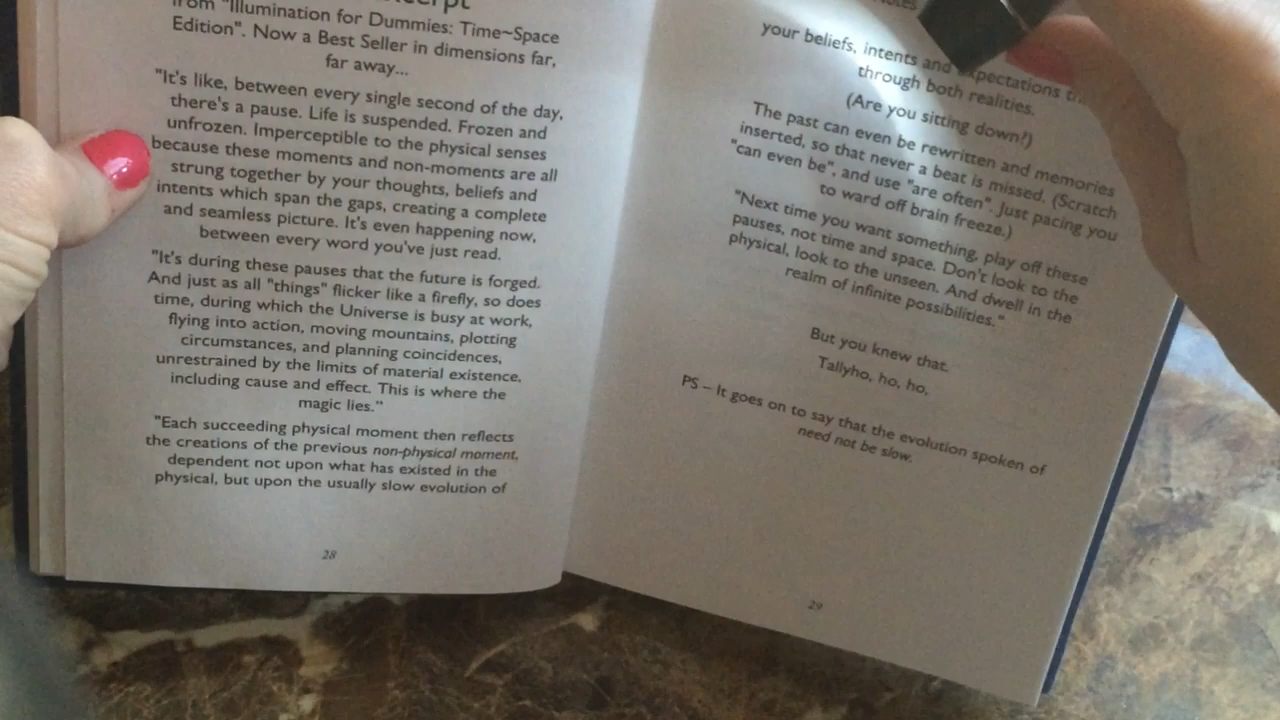 from "Illumination for Dummies: Time~Space
Edition". Now a Best Seller in dimensions far,
far away...
"It's like, between every single second of the day,
there's a pause. Life is suspended. Frozen and
unfrozen. Imperceptible to the physical senses
because these moments and non-moments are all
strung together by your thoughts, beliefs and
intents which span the gaps, creating a complete
and seamless picture. It's even happening now,
between every word you've just read.
"It's during these pauses that the future is forged.
And just as all "things" flicker like a firefly, so does
time, during which the Universe is busy at work,
flying into action, moving mountains, plotting
circumstances, and planning coincidences,
unrestrained by the limits of material existence,
including cause and effect. This is where the
magic lies."
"Each succeeding physical moment then reflects
the creations of the previous non-physical moment,
dependent not upon what has existed in the
physical, but upon the usually slow evolution of
28
Notes
your beliefs, intents and expectations
through both realities.
(Are you sitting down?)
The past can even be rewritten and memories
inserted, so that never a beat is missed. (Scratch
"can even be", and use "are often". Just pacing you
to ward off brain freeze.)
"Next time you want something, play off these
pauses, not time and space. Don't look to the
physical, look to the unseen. And dwell in the
realm of infinite possibilities."
But you knew that.
Tallyho, ho, ho,
PS – It goes on to say that the evolution spoken of
need not be slow.
29